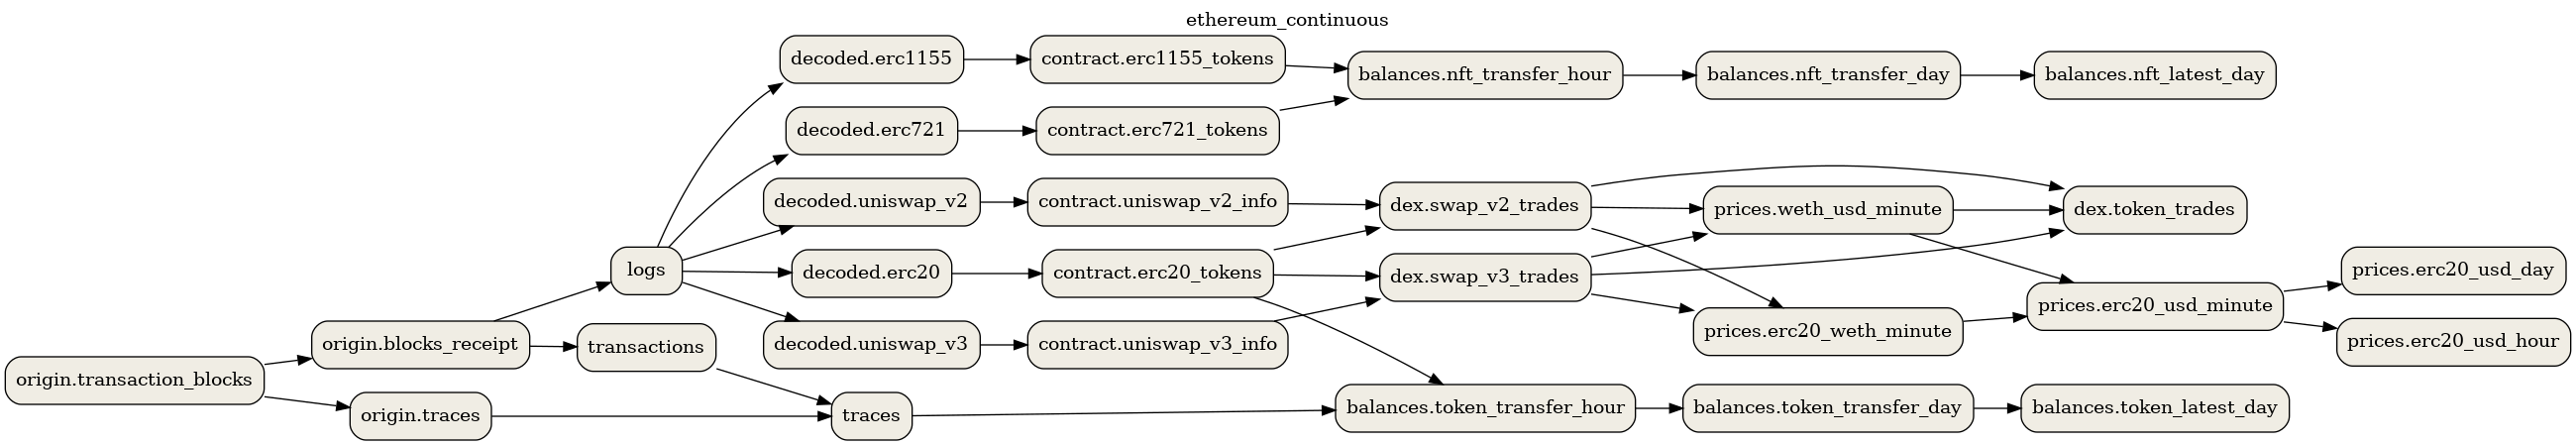 ethereum_continuous
decoded.erc1155
contract.erc1155_tokens
balances.nft_transfer_hour
balances.nft_transfer_day
balances.nft_latest_day
decoded.erc721
contract.erc721_tokens
decoded.uniswap_v2
contract.uniswap_v2_info
dex.swap_v2_trades
prices.weth_usd_minute
dex.token_trades
logs
decoded.erc20
contract.erc20_tokens
dex.swap_v3_trades
prices.erc20_usd_day
prices.erc20_usd_minute
origin.blocks_receipt
transactions
decoded.uniswap_v3
contract.uniswap_v3_info
prices.erc20_weth_minute
prices.erc20_usd_hour
origin.transaction_blocks
origin.traces
traces
balances.token_transfer_hour
balances.token_transfer_day
balances.token_latest_day